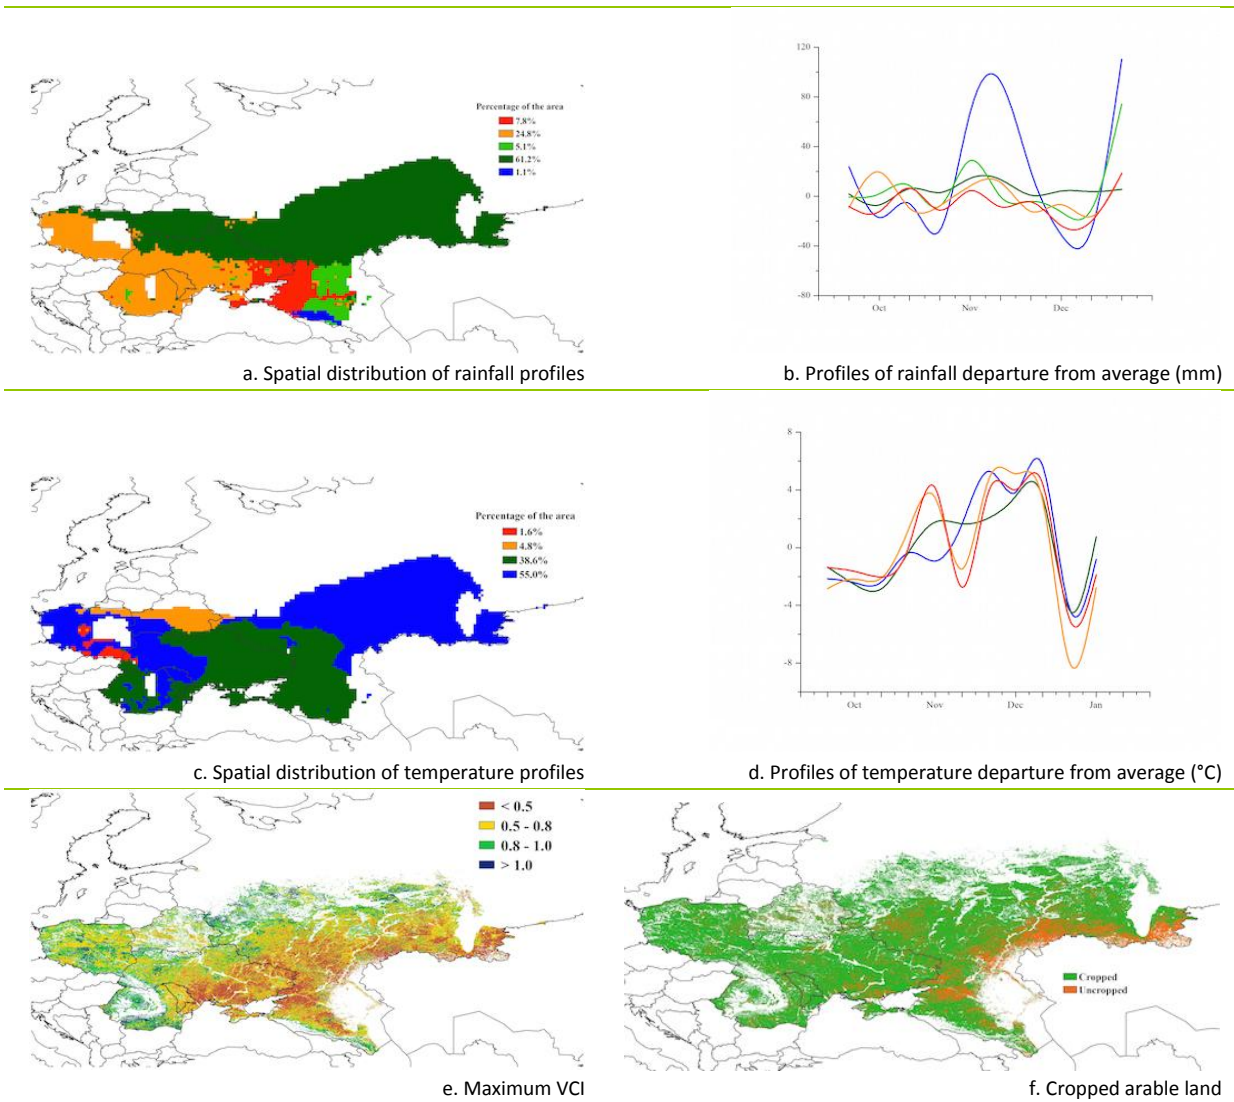 Percentage of the area
7.8%
24.8%
5.1%
61.2%
1.1%
120
80
40
0
-40
-80
Oct
Nov
Dec
a. Spatial distribution of rainfall profiles
b. Profiles of rainfall departure from average (mm)
Percentage of the area
1.6%
4.8%
38.6%
55.0%
8
4
0
-4
-8
Oct
Nov
Dec
Jan
c. Spatial distribution of temperature profiles
d. Profiles of temperature departure from average (°C)
< 0.5
0.5 - 0.8
0.8 - 1.0
> 1.0
Cropped
Uncropped
e. Maximum VCI
f. Cropped arable land